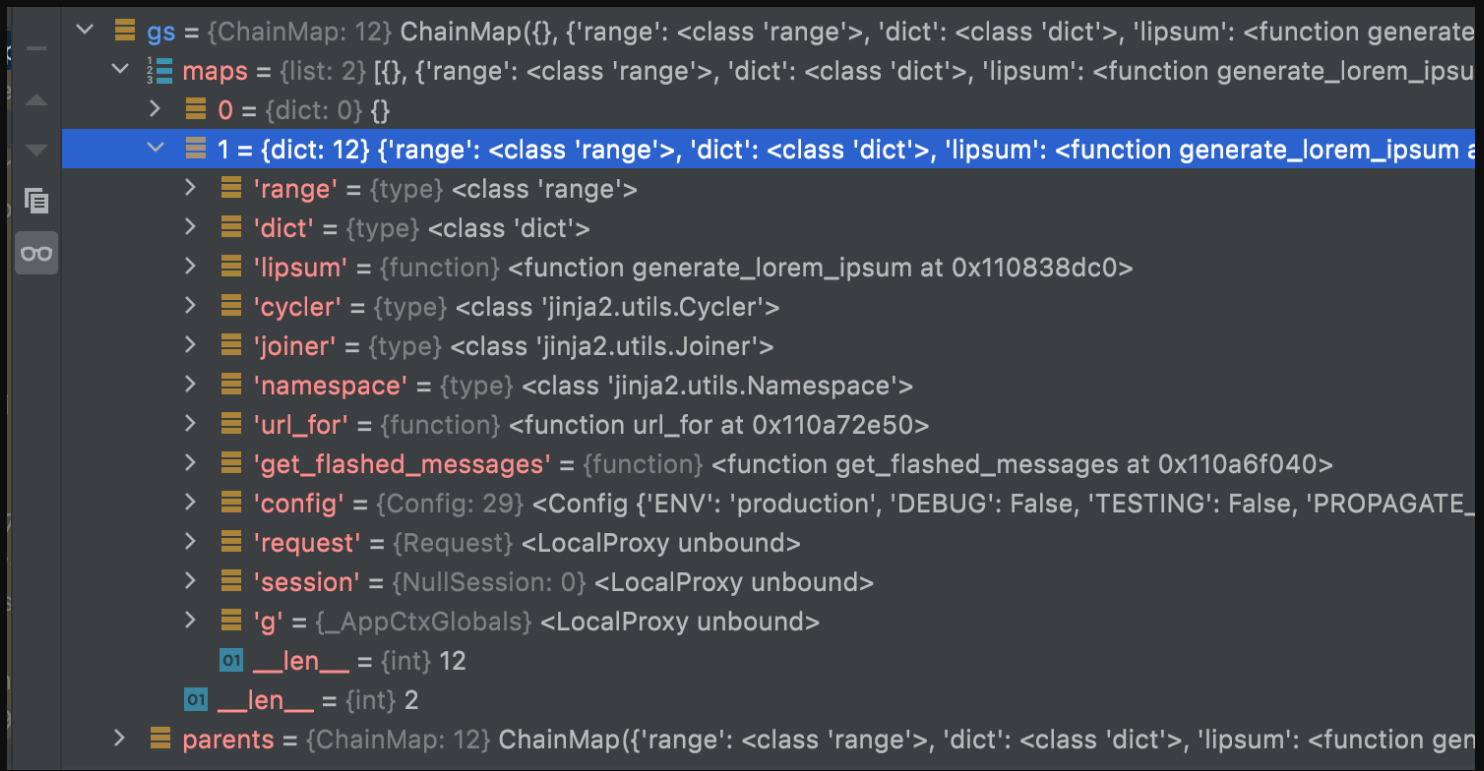 gs = {ChainMap: 12} ChainMap({}, {'range': <class 'range'>, 'dict': <class 'dict'>, 'lipsum': <function generate
maps = {list: 2} [{}, {'range': <class 'range'>, 'dict': <class 'dict'>, 'lipsum': <function generate_lorem_ipsu
0 = {dict: 0} {}
1 = {dict: 12} {'range': <class 'range'>, 'dict': <class 'dict'>, 'lipsum': <function generate_lorem_ipsum a
'range' = {type} <class 'range'>
'dict' = {type} <class 'dict'>
'lipsum' = {function} <function generate_lorem_ipsum at 0x110838dc0>
'cycler' = {type} <class 'jinja2.utils.Cycler'>
'joiner' = {type} <class 'jinja2.utils.Joiner'>
'namespace' = {type} <class 'jinja2.utils.Namespace'>
'url_for' = {function} <function url_for at 0x110a72e50>
'get_flashed_messages' = {function} <function get_flashed_messages at 0x110a6f040>
'config' = {Config: 29} <Config {'ENV': 'production', 'DEBUG': False, 'TESTING': False, 'PROPAGATE_
'request' = {Request} <LocalProxy unbound>
'session' = {NullSession: 0} <LocalProxy unbound>
'g' = {_AppCtxGlobals} <LocalProxy unbound>
01 __len__ = {int} 12
01 __len__ = {int} 2
parents = {ChainMap: 12} ChainMap({'range': <class 'range'>, 'dict': <class 'dict'>, 'lipsum': <function gen